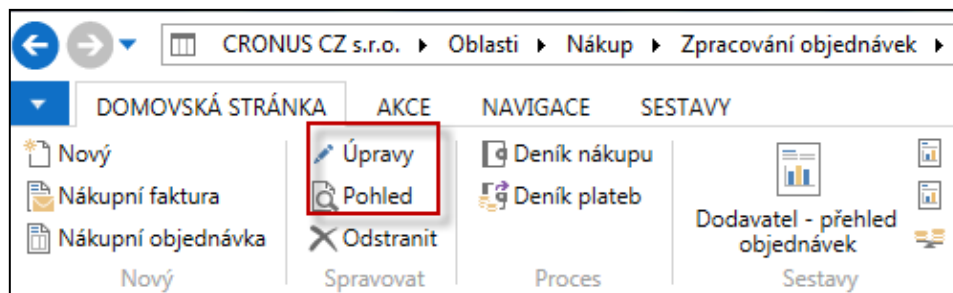 CRONUS CZ s.r.o. ▸ Oblasti ▸ Nákup ▸ Zpracování objednávek ▸
DOMOVSKÁ STRÁNKA AKCE NAVIGACE SESTAVY
Nový
Nákupní faktura
Nákupní objednávka
Nový
Úpravy
Pohled
Odstranit
Spravovat
Deník nákupu
Deník plateb
Proces
Dodavatel - přehled
objednávek
Sestavy